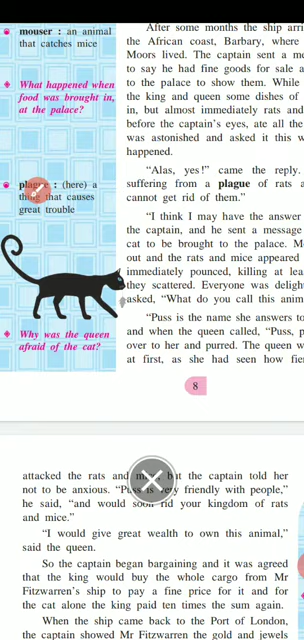 mouser : an animal
that catches mice
What happened when
food was brought in,
at the palace?
plague : (here) a
thing that causes
great trouble
Why was the queen
afraid of the cat?
After some months the ship arri
the African coast, Barbary, where
Moors lived. The captain sent a me
to say he had fine goods for sale a
to the palace to show them. While
the king and queen some dishes of
in, but almost immediately rats and
before the captain's eyes, ate all the
was astonished and asked it this w
happened.
"Alas, yes!" came the reply.
suffering from a plague of rats a
cannot get rid of them."
"I think I may have the answer
the captain, and he sent a message
cat to be brought to the palace. M
out and the rats and mice appeared
immediately pounced, killing at lea
they scattered. Everyone was deligh
asked, "What do you call this anim
"Puss is the name she answers to
and when the queen called, "Puss, p
over to her and purred. The queen w
at first, as she had seen how fie
8
attacked the rats and mice, but the captain told her
not to be anxious. "Puss is very friendly with people,"
he said, "and would soon rid your kingdom of rats
and mice."
"I would give great wealth to own this animal,"
said the queen.
So the captain began bargaining and it was agreed
that the king would buy the whole cargo from Mr
Fitzwarren's ship to pay a fine price for it and for
the cat alone the king paid ten times the sum again.
When the ship came back to the Port of London,
the captain showed Mr Fitzwarren the gold and jewels